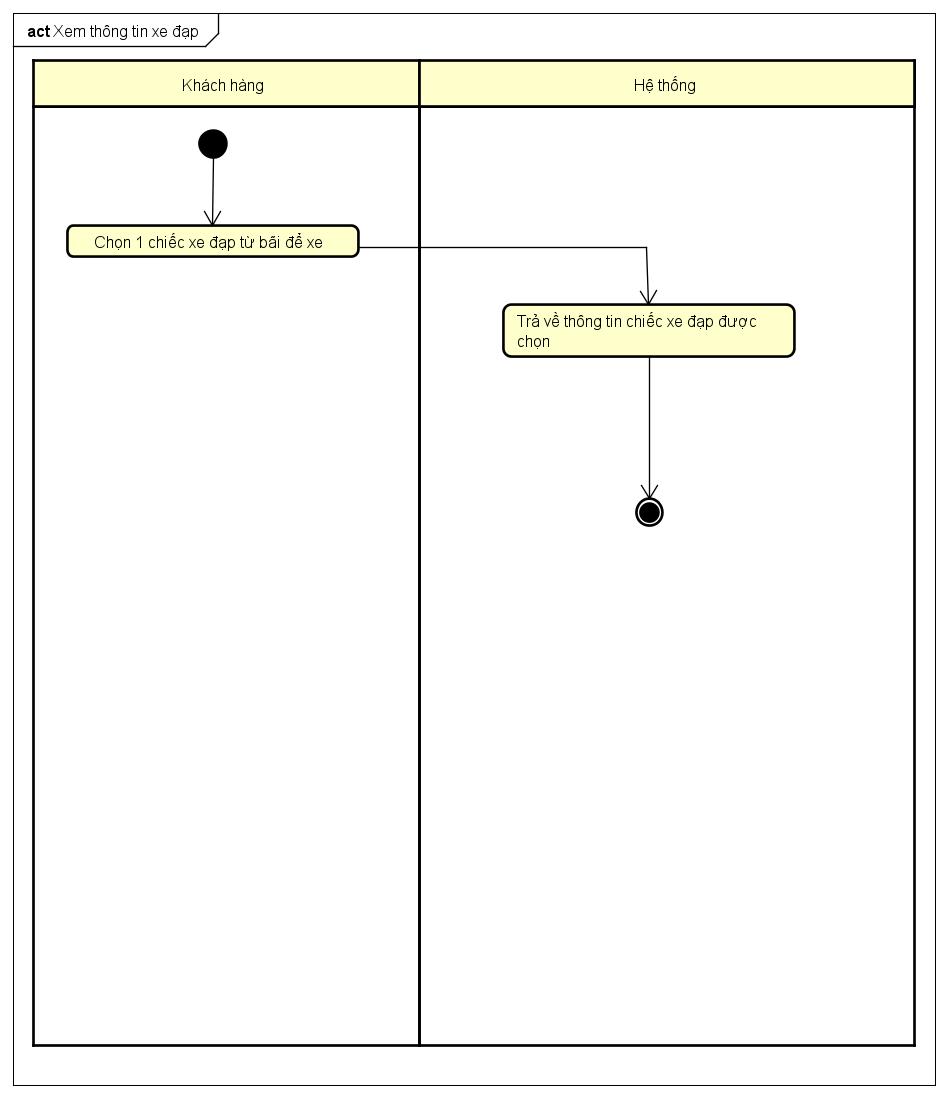 act Xem thông tin xe đạp
Khách hàng
Hệ thống
Chọn 1 chiếc xe đạp từ bãi để xe
Trả về thông tin chiếc xe đạp được
chọn